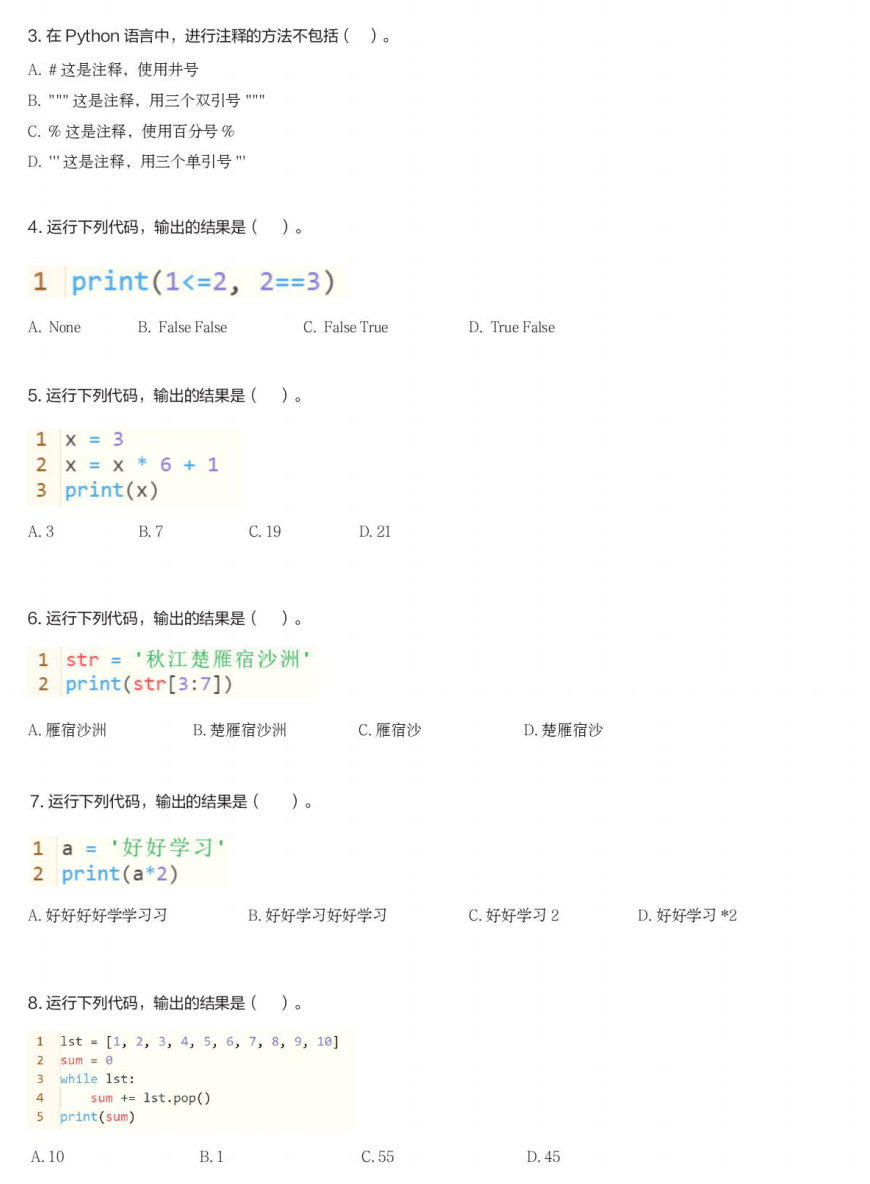 3. 在 Python 语言中，进行注释的方法不包括（ ）。
A. # 这是注释，使用井号
B. """ 这是注释，用三个双引号 """
C. % 这是注释，使用百分号 %
D. ''' 这是注释，用三个单引号 '''
4. 运行下列代码，输出的结果是（ ）。
1 print(1<=2, 2==3)
A. None B. False False C. False True D. True False
5. 运行下列代码，输出的结果是（ ）。
1 x = 3
2 x = x * 6 + 1
3 print(x)
A. 3 B. 7 C. 19 D. 21
6. 运行下列代码，输出的结果是（ ）。
1 str = '秋江楚雁宿沙洲'
2 print(str[3:7])
A. 雁宿沙洲 B. 楚雁宿沙洲 C. 雁宿沙 D. 楚雁宿沙
7. 运行下列代码，输出的结果是（ ）。
1 a = '好好学习'
2 print(a*2)
A. 好好好好学学习习 B. 好好学习好好学习 C. 好好学习 2 D. 好好学习 *2
8. 运行下列代码，输出的结果是（ ）。
1 lst = [1, 2, 3, 4, 5, 6, 7, 8, 9, 10]
2 sum = 0
3 while lst:
4 sum += lst.pop()
5 print(sum)
A. 10 B. 1 C. 55 D. 45